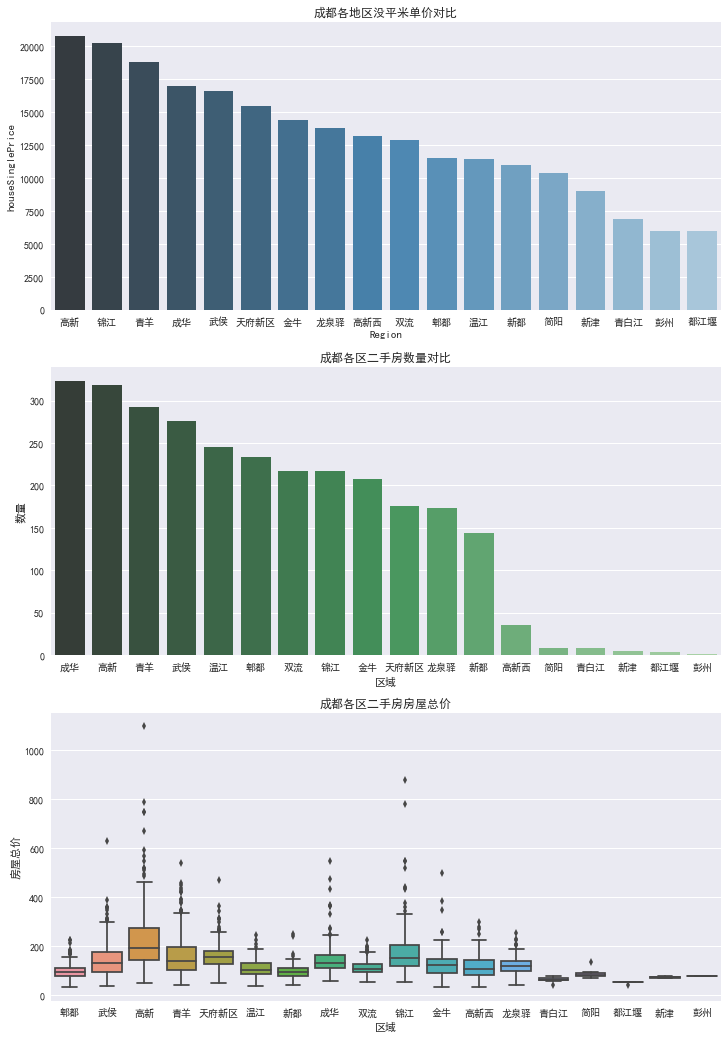 成都各地区没平米单价对比
houseSinglePrice
20000
17500
15000
12500
10000
7500
5000
2500
0
高新 锦江 青羊 成华 武侯 天府新区 金牛 龙泉驿 高新西 双流 郫都 温江 新都 简阳 新津 青白江 彭州 都江堰
Region
成都各区二手房数量对比
数量
300
250
200
150
100
50
0
成华 高新 青羊 武侯 温江 郫都 双流 锦江 金牛 天府新区 龙泉驿 新都 高新西 简阳 青白江 新津 都江堰 彭州
区域
成都各区二手房房屋总价
房屋总价
1000
800
600
400
200
0
郫都 武侯 高新 青羊 天府新区 温江 新都 成华 双流 锦江 金牛 高新西 龙泉驿 青白江 简阳 都江堰 新津 彭州
区域